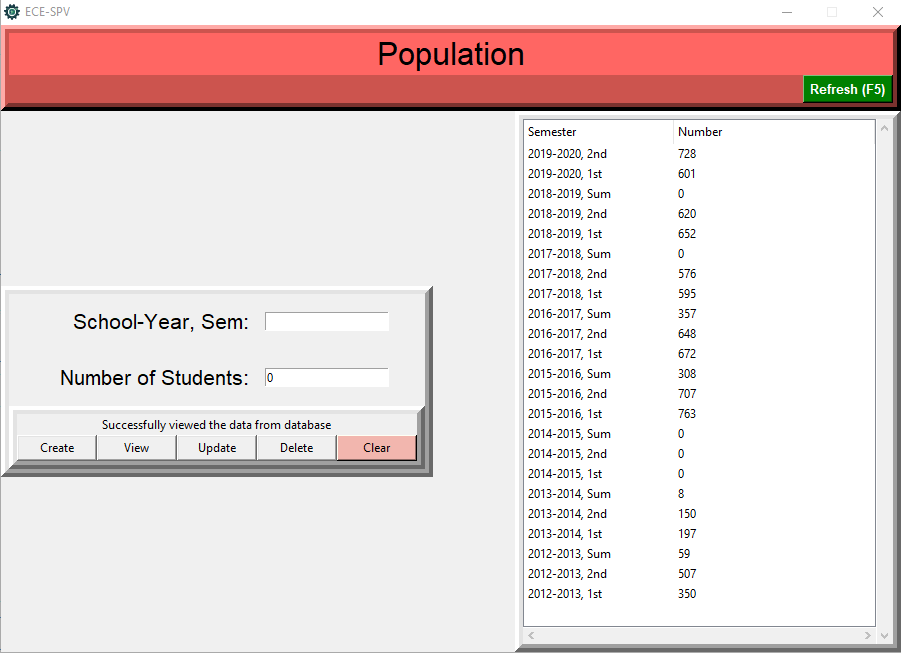 ECE-SPV
Population
Refresh (F5)
School-Year, Sem:
Number of Students: 0
Successfully viewed the data from database
Create View Update Delete Clear
Semester Number
2019-2020, 2nd 728
2019-2020, 1st 601
2018-2019, Sum 0
2018-2019, 2nd 620
2018-2019, 1st 652
2017-2018, Sum 0
2017-2018, 2nd 576
2017-2018, 1st 595
2016-2017, Sum 357
2016-2017, 2nd 648
2016-2017, 1st 672
2015-2016, Sum 308
2015-2016, 2nd 707
2015-2016, 1st 763
2014-2015, Sum 0
2014-2015, 2nd 0
2014-2015, 1st 0
2013-2014, Sum 8
2013-2014, 2nd 150
2013-2014, 1st 197
2012-2013, Sum 59
2012-2013, 2nd 507
2012-2013, 1st 350